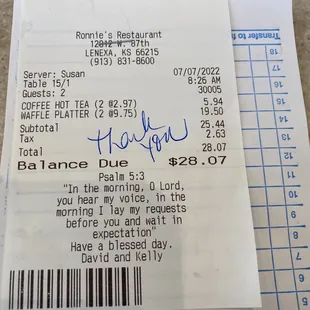 Ronnie's Restaurant
12012 W. 87th
LENEXA, KS 66215
(913) 831-8600
Server: Susan 07/07/2022
Table 15/1 8:26 AM
Guests: 2 30005
COFFEE HOT TEA (2 @2.97) 5.94
WAFFLE PLATTER (2 @9.75) 19.50
Subtotal 25.44
Tax 2.63
Total 28.07
Thank
You
Balance Due $28.07
Psalm 5:3
"In the morning, O Lord,
you hear my voice, in the
morning I lay my requests
before you and wait in
expectation"
Have a blessed day.
David and Kelly
Transfer to
18
17
16
15
14
13
12
11
10
9
8
7
6
5